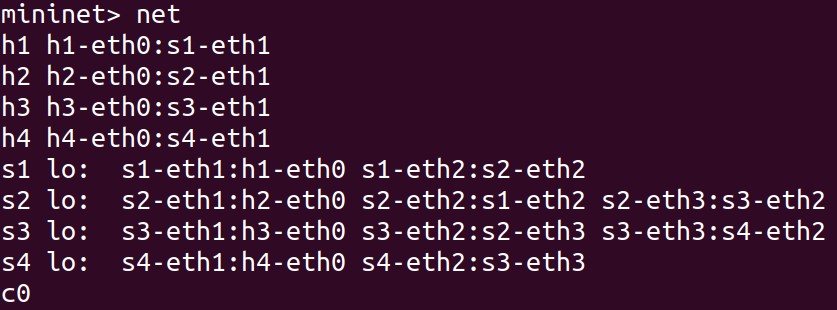 mininet> net
h1 h1-eth0:s1-eth1
h2 h2-eth0:s2-eth1
h3 h3-eth0:s3-eth1
h4 h4-eth0:s4-eth1
s1 lo:  s1-eth1:h1-eth0 s1-eth2:s2-eth2
s2 lo:  s2-eth1:h2-eth0 s2-eth2:s1-eth2 s2-eth3:s3-eth2
s3 lo:  s3-eth1:h3-eth0 s3-eth2:s2-eth3 s3-eth3:s4-eth2
s4 lo:  s4-eth1:h4-eth0 s4-eth2:s3-eth3
c0